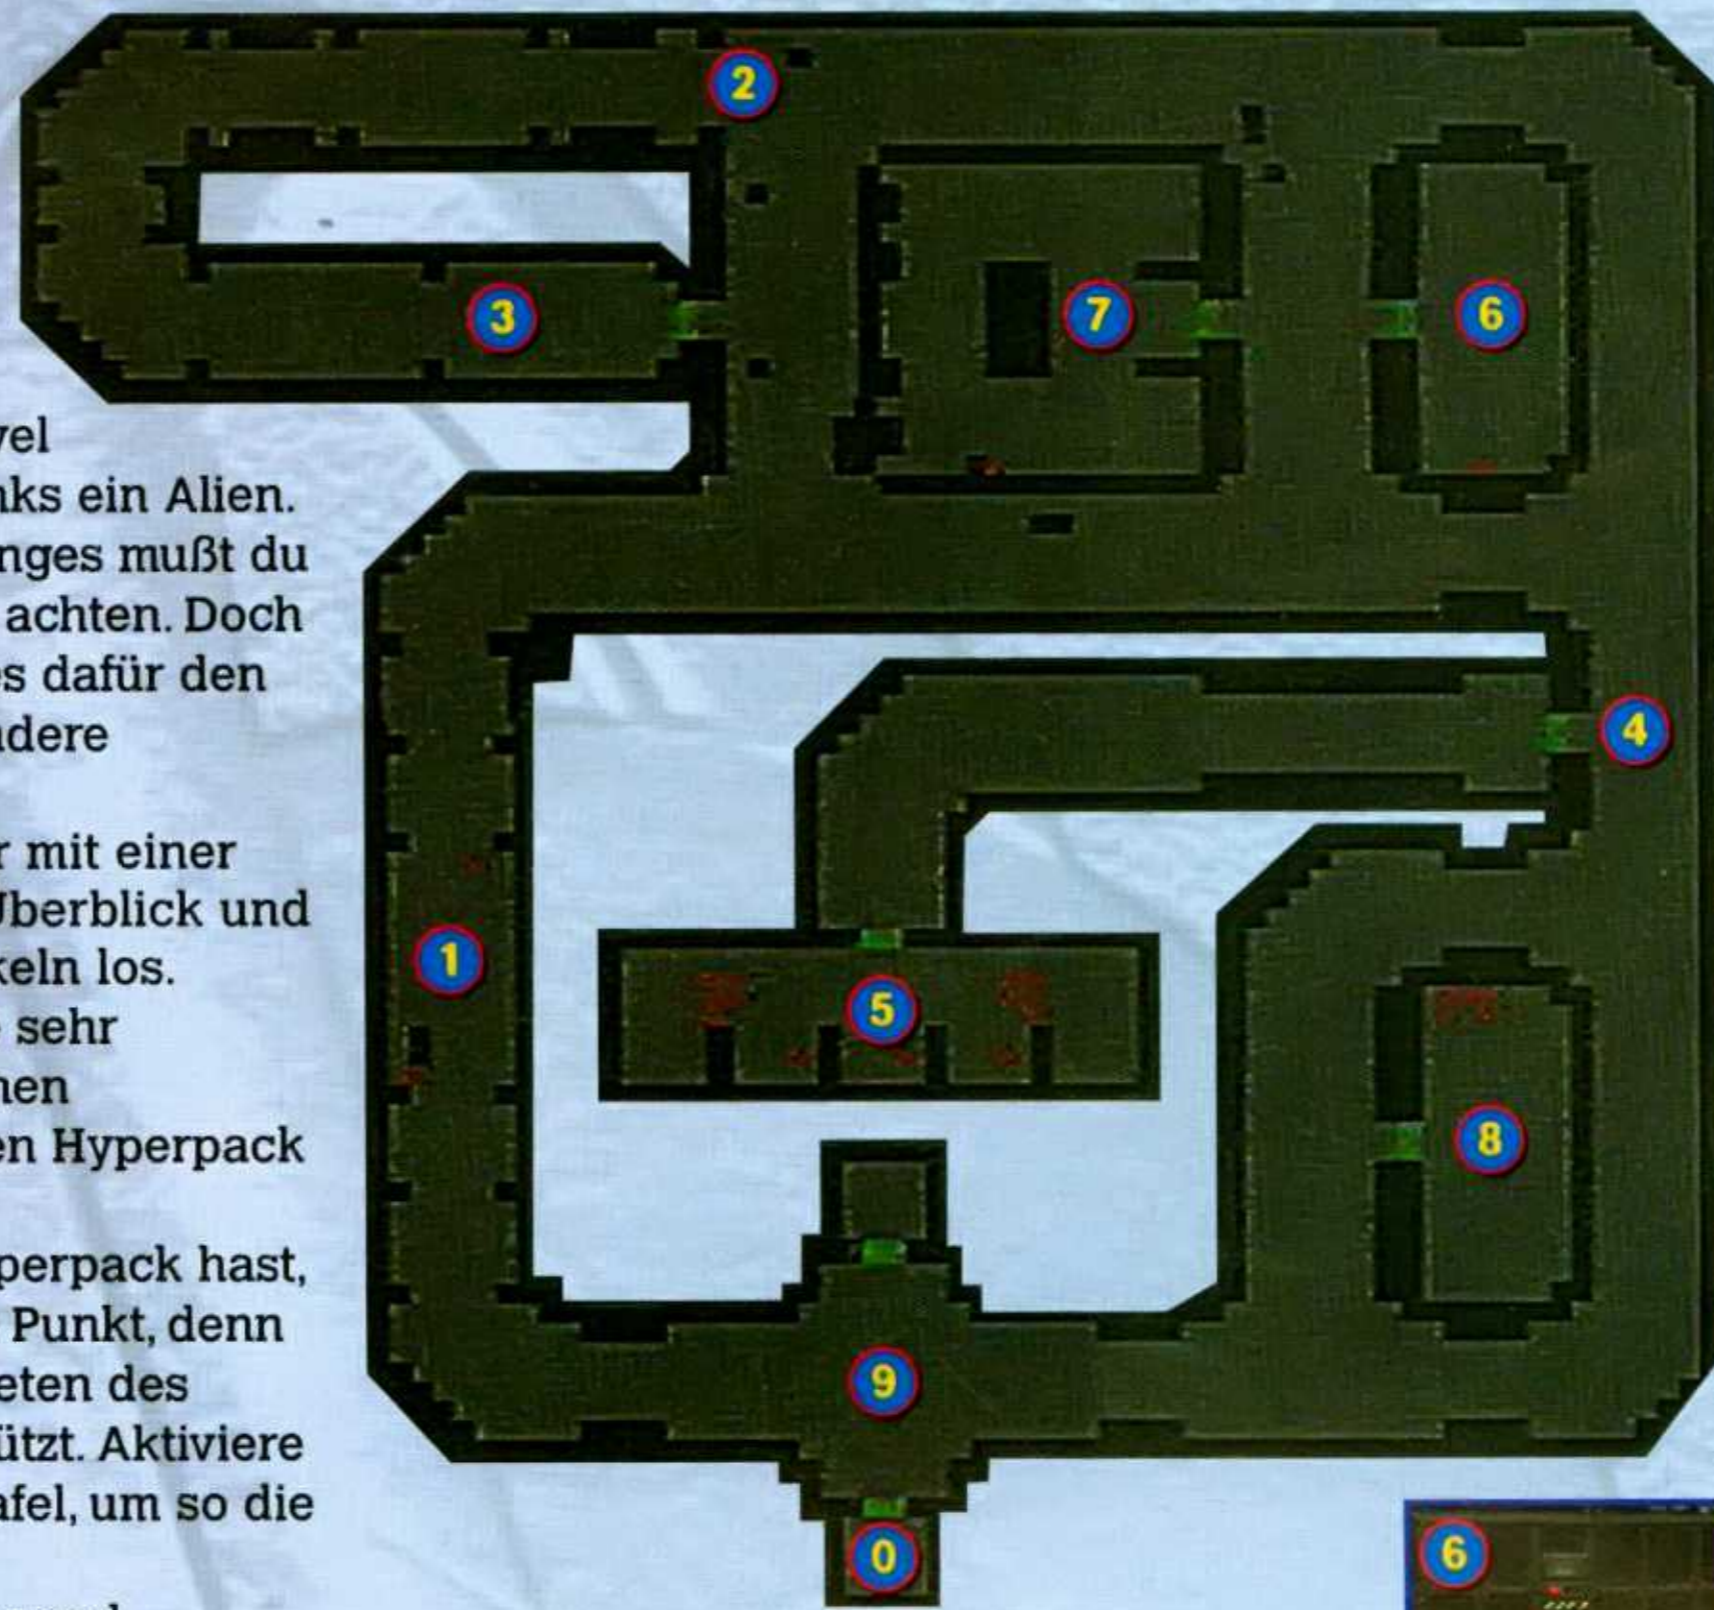 vel
nks ein Alien.
nges mußt du
achten. Doch
es dafür den
ndere
r mit einer
Überblick und
keln los.
sehr
nen
en Hyperpack
perpack hast,
Punkt, denn
eten des
ützt. Aktiviere
afel, um so die
2
3
7
6
4
1
5
8
9
0
6